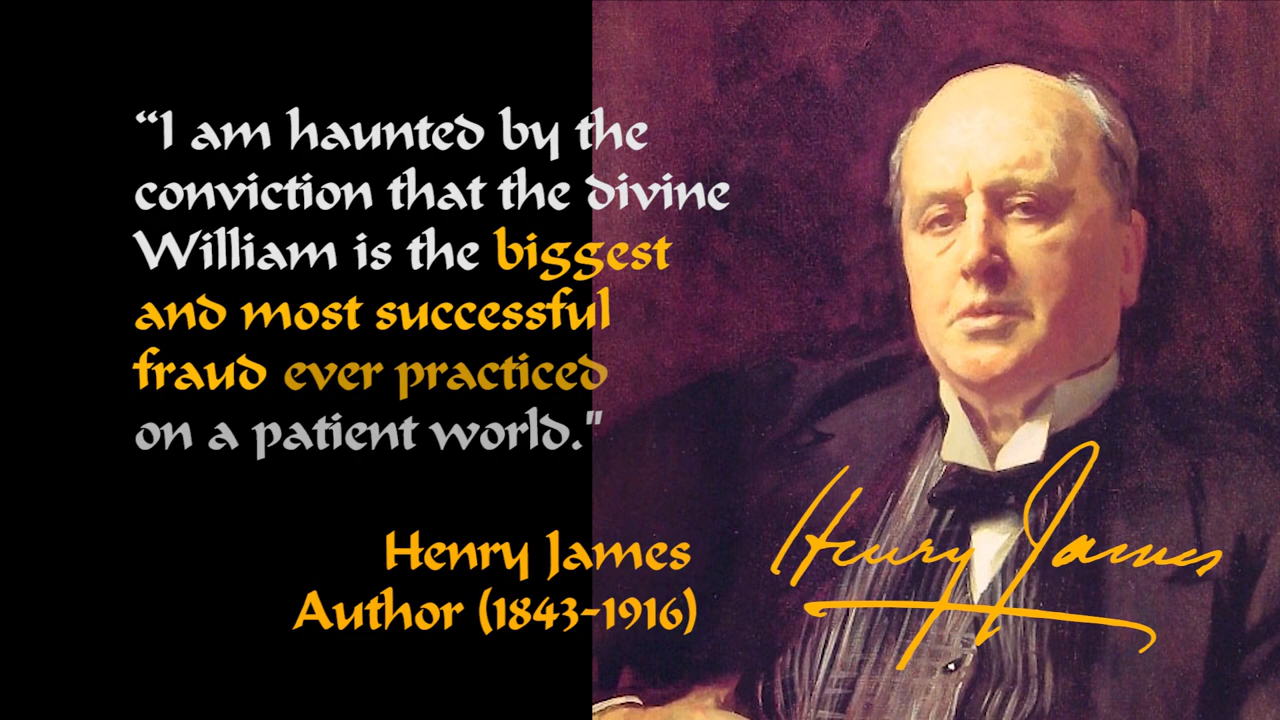 “I am haunted by the
conviction that the divine
William is the biggest
and most successful
fraud ever practiced
on a patient world."
Henry James
Author (1843-1916)
Henry James